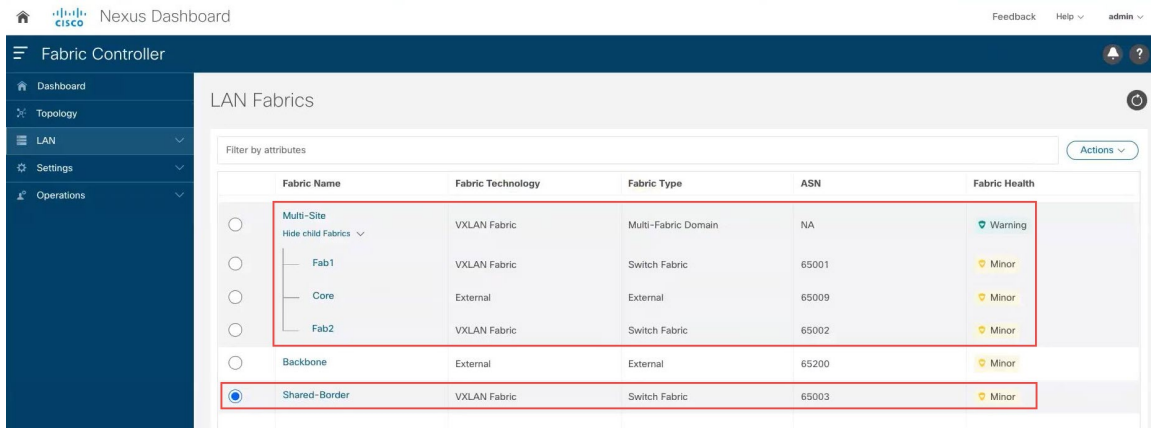 CISCO Nexus Dashboard Feedback Help admin
Fabric Controller ?
Dashboard
Topology
LAN
Settings
Operations
LAN Fabrics
Filter by attributes Actions
Fabric Name Fabric Technology Fabric Type ASN Fabric Health
Multi-Site VXLAN Fabric Multi-Fabric Domain NA Warning
Hide child Fabrics
Fab1 VXLAN Fabric Switch Fabric 65001 Minor
Core External External 65009 Minor
Fab2 VXLAN Fabric Switch Fabric 65002 Minor
Backbone External External 65200 Minor
Shared-Border VXLAN Fabric Switch Fabric 65003 Minor